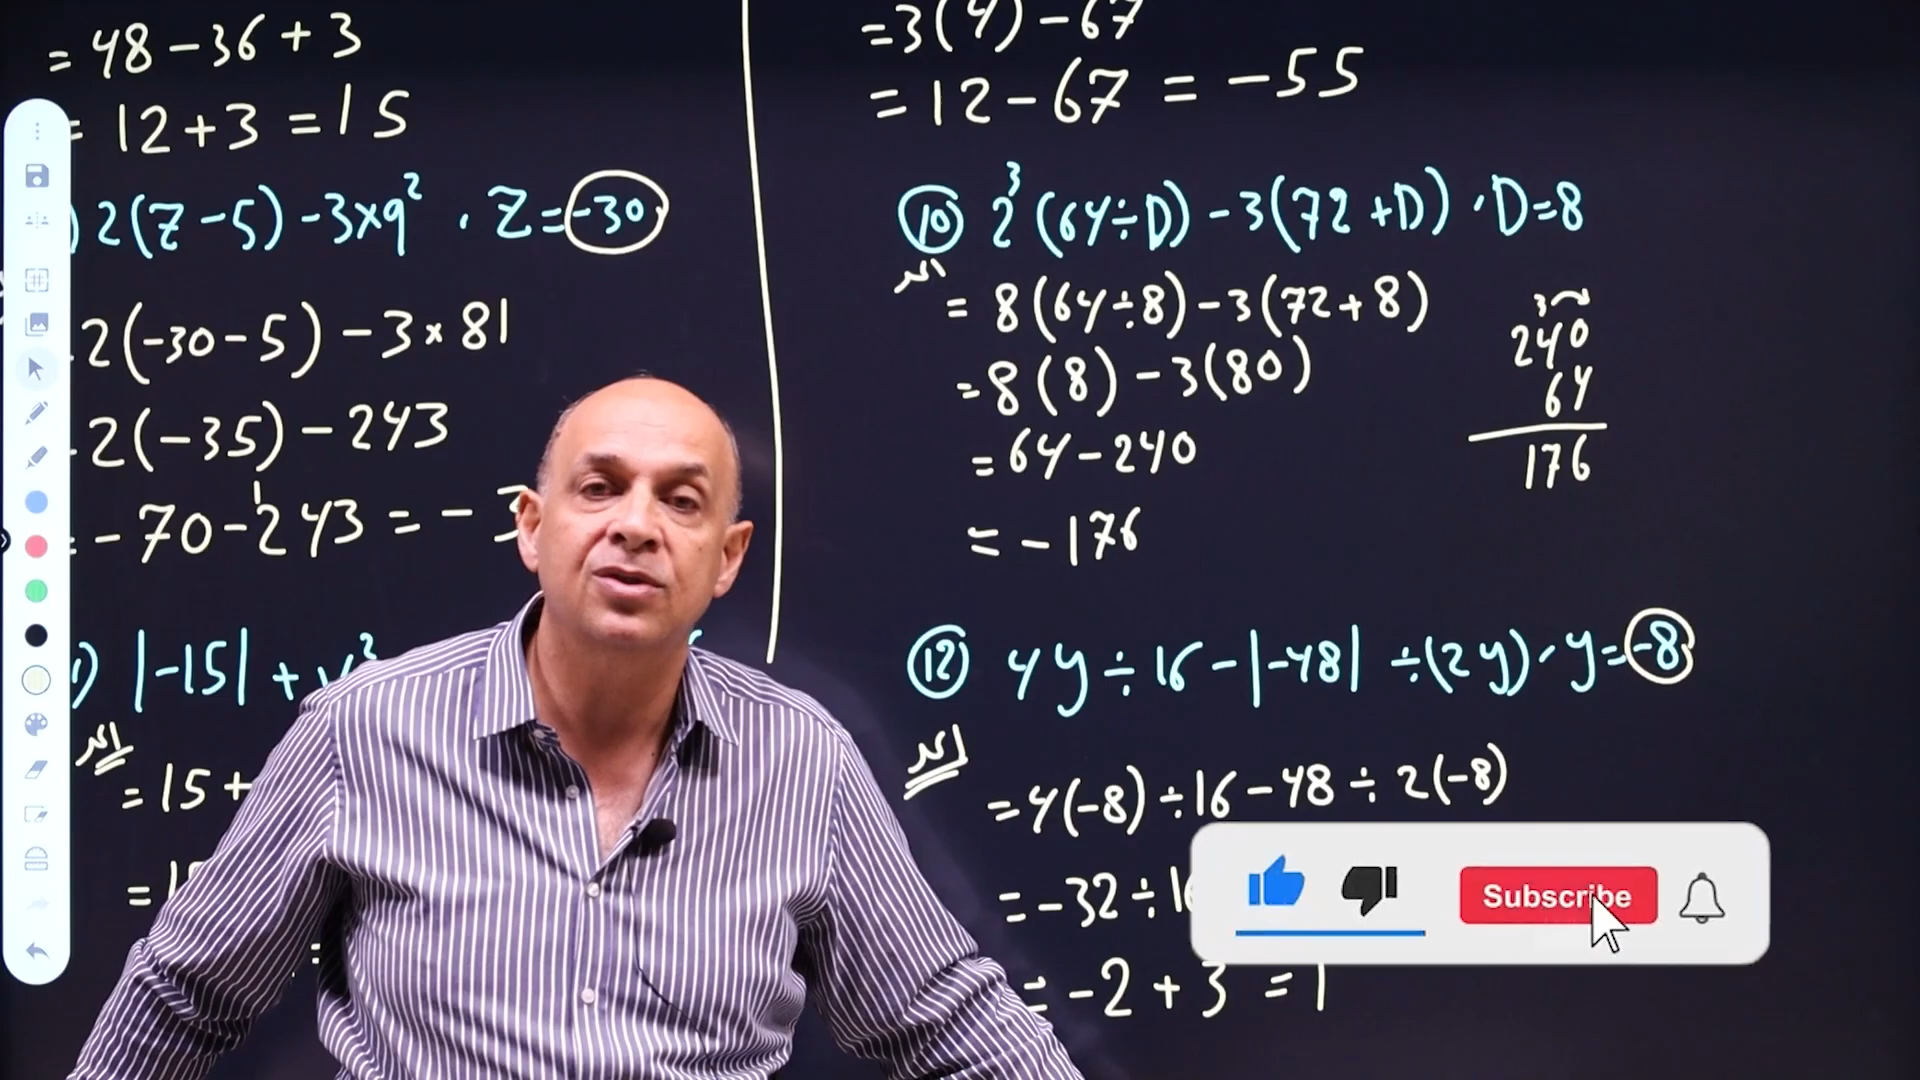 = 48 - 36 + 3
= 12 + 3 = 15
) 2(Z - 5) - 3 × 9² . Z = -30
2(-30 - 5) - 3 × 81
2(-35) - 243
= - 70 - 243 = - 3
1) |-15| +
= 15 +
= 1
=
= 3(4) - 67
= 12 - 67 = -55
⑩ 2³ (64 ÷ D) - 3(72 + D) . D = 8
= 8(64 ÷ 8) - 3(72 + 8)
= 8(8) - 3(80)
= 64 - 240
= - 176
3
240
64
176
⑫ 4y ÷ 16 - |-48| ÷ (2y) . y = -8
= 4(-8) ÷ 16 - 48 ÷ 2(-8)
= -32 ÷ 16
= -2 + 3 = 1
Subscribe